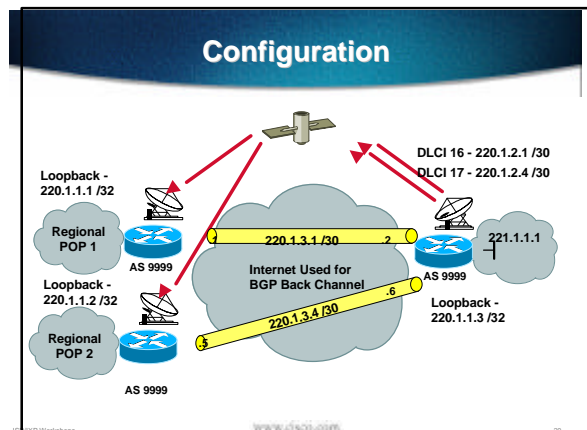 Configuration
DLCI 16 - 220.1.2.1 /30
DLCI 17 - 220.1.2.4 /30
Loopback -
220.1.1.1 /32
Regional
POP 1
AS 9999
.1
220.1.3.1 /30
.2
221.1.1.1
AS 9999
Internet Used for
BGP Back Channel
Loopback -
220.1.1.2 /32
.6
Loopback -
220.1.1.3 /32
220.1.3.4 /30
.5
Regional
POP 2
AS 9999